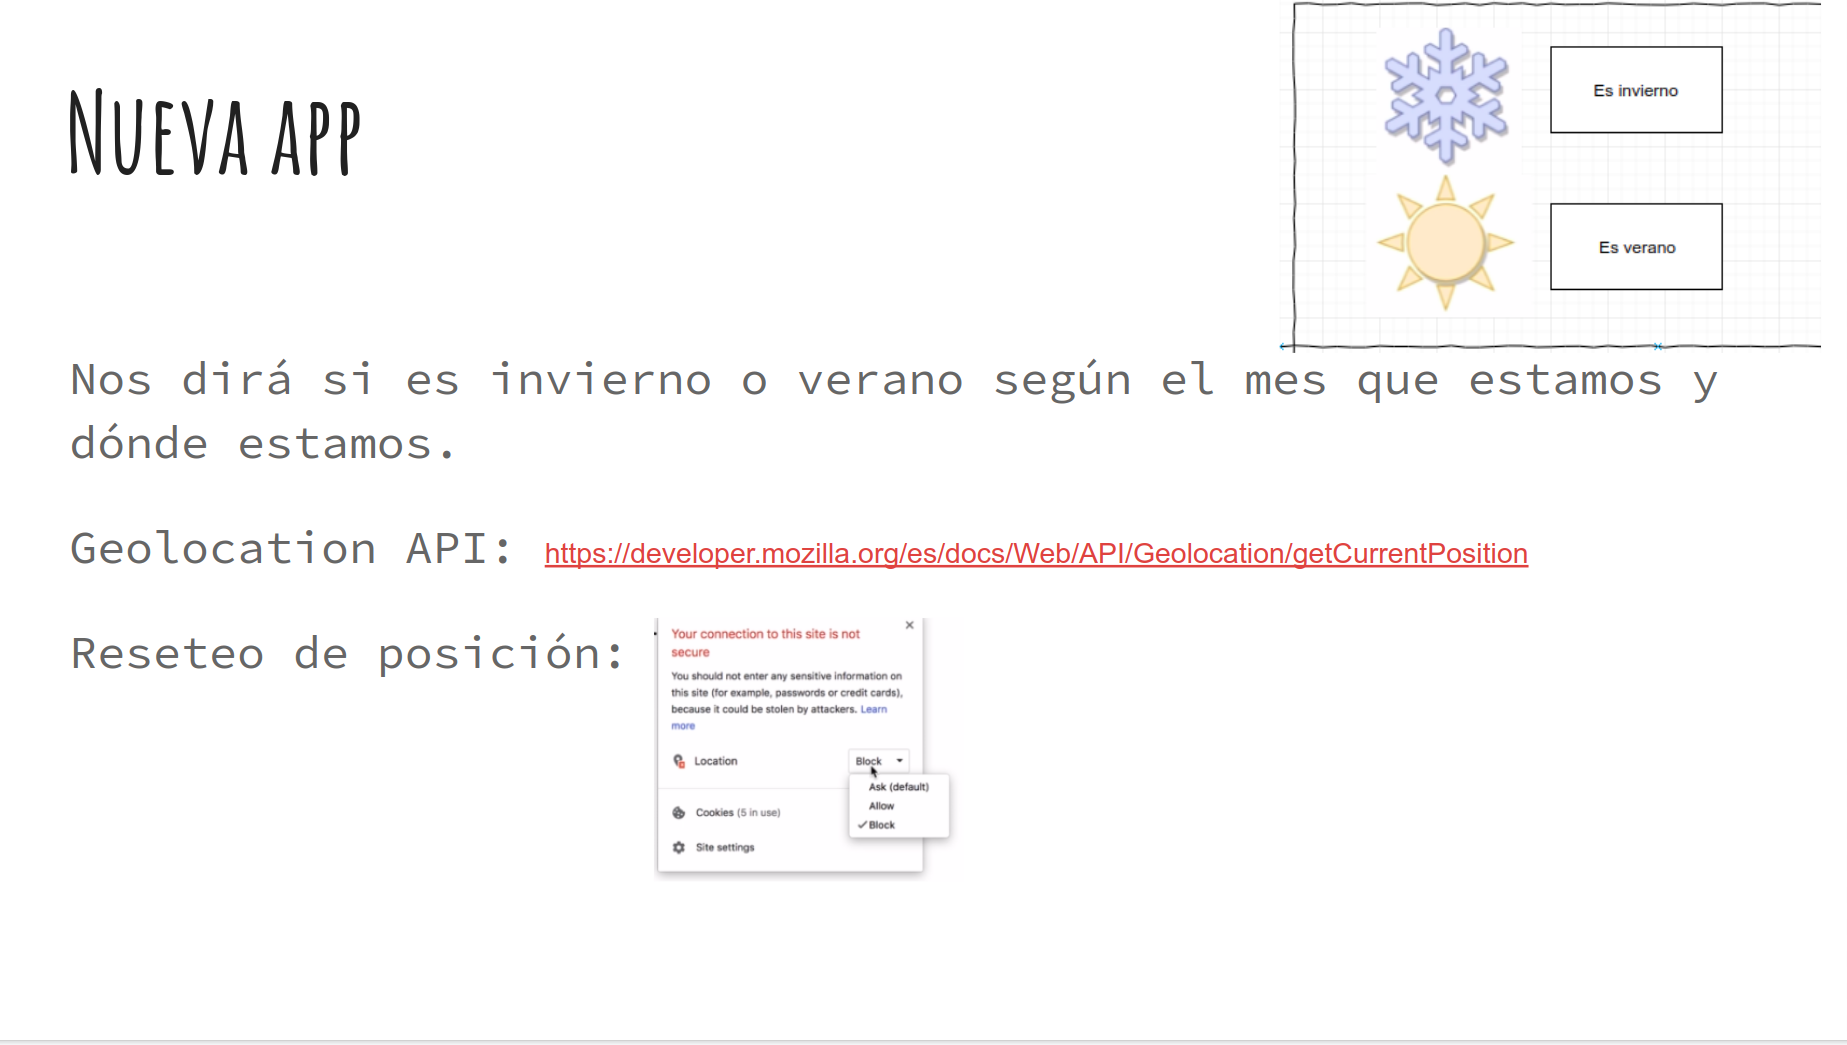 Nueva app
Es invierno
Es verano
Nos dirá si es invierno o verano según el mes que estamos y
dónde estamos.
Geolocation API: https://developer.mozilla.org/es/docs/Web/API/Geolocation/getCurrentPosition
Reseteo de posición:
Your connection to this site is not
secure
You should not enter any sensitive information on
this site (for example, passwords or credit cards),
because it could be stolen by attackers. Learn
more
Location
Block
Ask (default)
Allow
Block
Cookies (5 in use)
Site settings